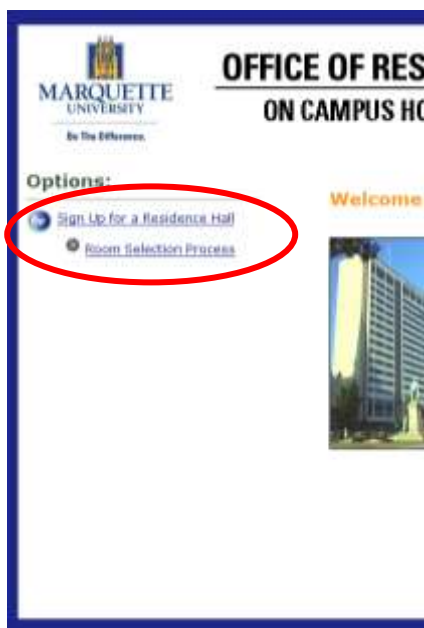 MARQUETTE
UNIVERSITY
Be The Difference.
OFFICE OF RES
ON CAMPUS HO
Options:
Welcome
Sign Up for a Residence Hall
Room Selection Process